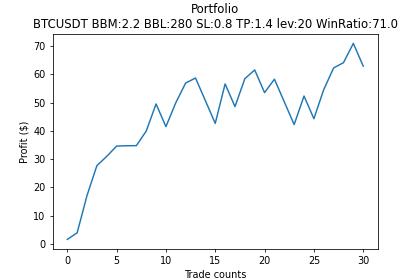 Portfolio
BTCUSDT BBM:2.2 BBL:280 SL:0.8 TP:1.4 lev:20 WinRatio:71.0
70
60
50
40
30
20
10
0
Profit ($)
0 5 10 15 20 25 30
Trade counts